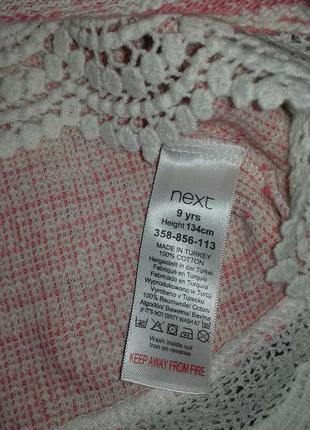 next
9 yrs
Height 134cm
358-856-113
MADE IN TURKEY
100% COTTON
Hergestellt in der Türkei
Fabriqué en Turquie
Fabricado en Turquía
Wyprodukowano w Turcji
Vyrobeno v Turecku
100% Baumwolle/ Coton/
Algodón/ Bawełna/ Bavlna
IF IT'S NOT DIRTY WASH AT
Wash inside out
Iron on reverse
KEEP AWAY FROM FIRE